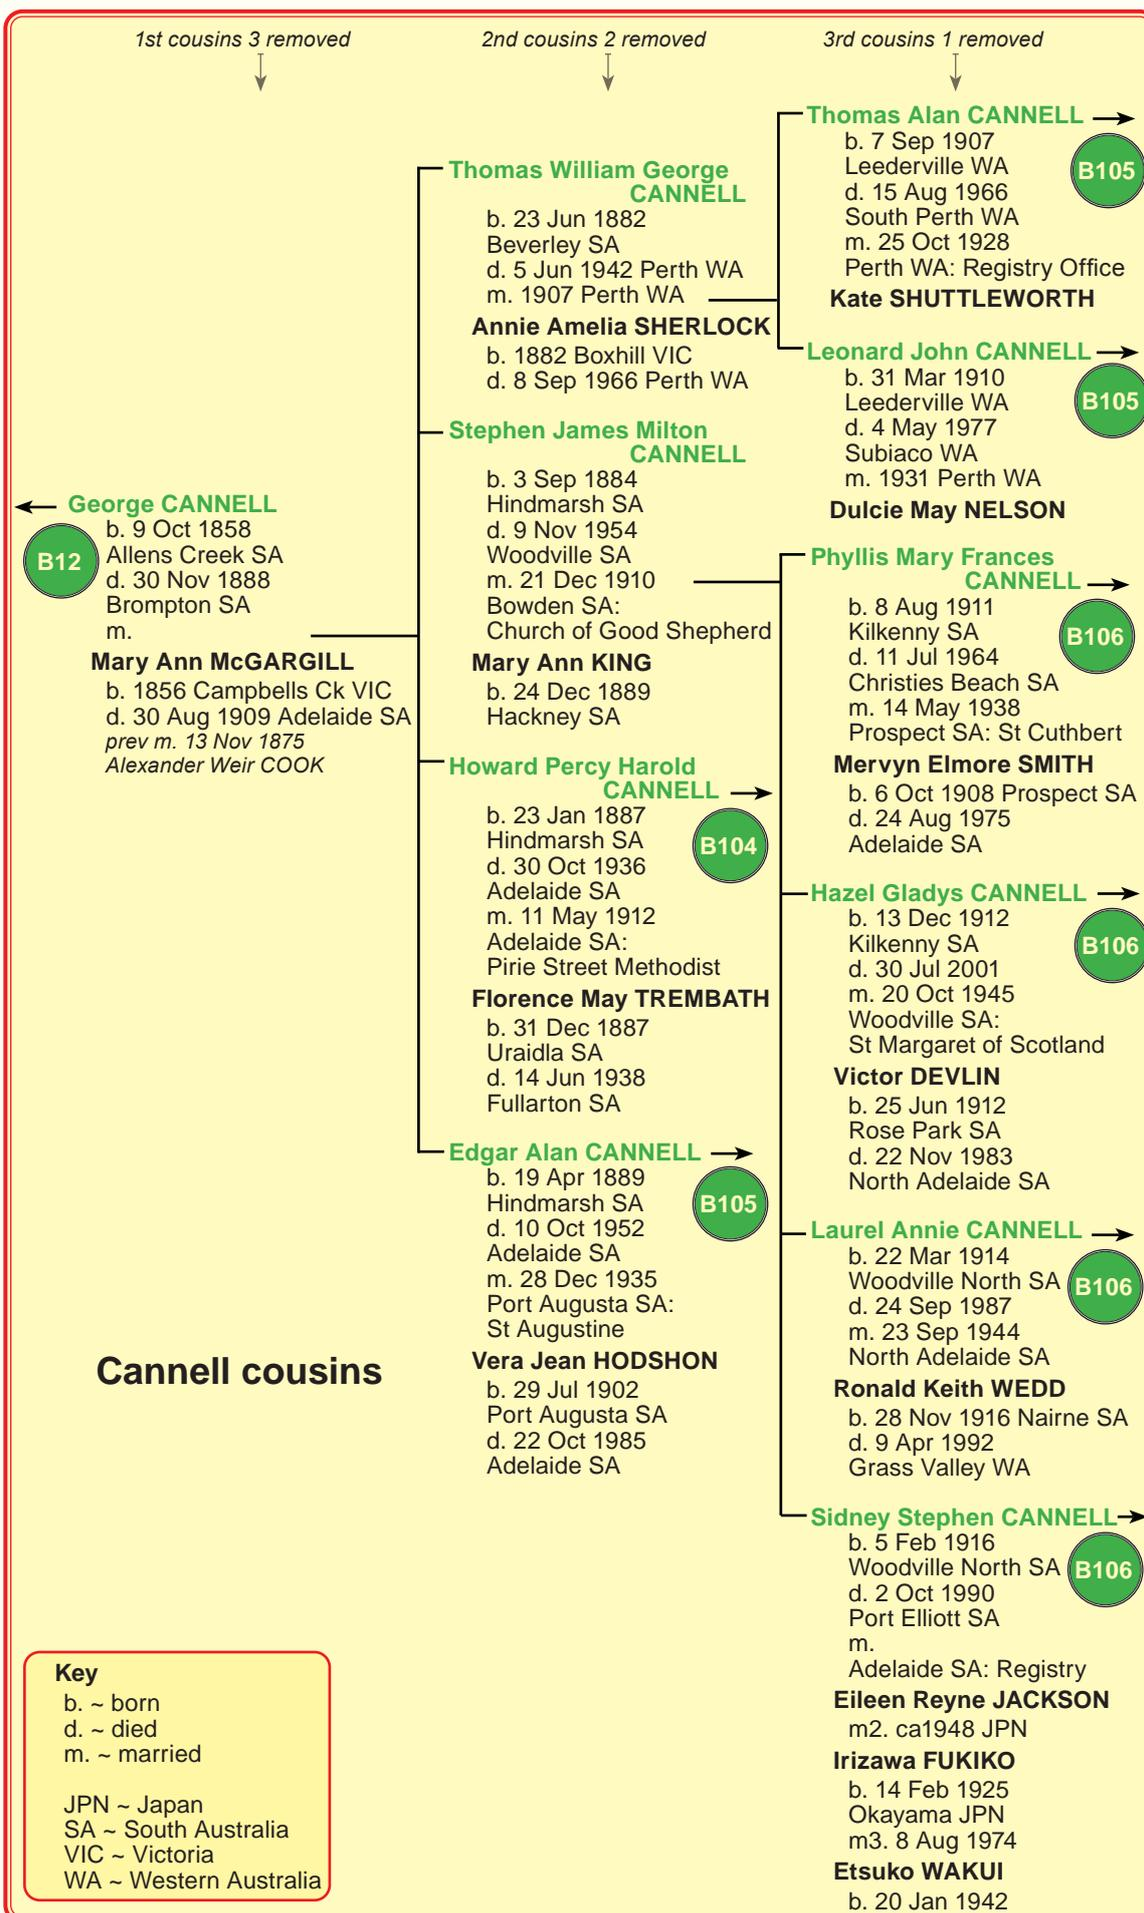 1st cousins 3 removed
2nd cousins 2 removed
3rd cousins 1 removed
George CANNELL
B12
b. 9 Oct 1858
Allens Creek SA
d. 30 Nov 1888
Brompton SA
m.
Mary Ann McGARGILL
b. 1856 Campbells Ck VIC
d. 30 Aug 1909 Adelaide SA
prev m. 13 Nov 1875
Alexander Weir COOK
Thomas William George
CANNELL
b. 23 Jun 1882
Beverley SA
d. 5 Jun 1942 Perth WA
m. 1907 Perth WA
Annie Amelia SHERLOCK
b. 1882 Boxhill VIC
d. 8 Sep 1966 Perth WA
Stephen James Milton
CANNELL
b. 3 Sep 1884
Hindmarsh SA
d. 9 Nov 1954
Woodville SA
m. 21 Dec 1910
Bowden SA:
Church of Good Shepherd
Mary Ann KING
b. 24 Dec 1889
Hackney SA
Howard Percy Harold
CANNELL
B104
b. 23 Jan 1887
Hindmarsh SA
d. 30 Oct 1936
Adelaide SA
m. 11 May 1912
Adelaide SA:
Pirie Street Methodist
Florence May TREMBATH
b. 31 Dec 1887
Uraidla SA
d. 14 Jun 1938
Fullarton SA
Edgar Alan CANNELL
B105
b. 19 Apr 1889
Hindmarsh SA
d. 10 Oct 1952
Adelaide SA
m. 28 Dec 1935
Port Augusta SA:
St Augustine
Vera Jean HODSHON
b. 29 Jul 1902
Port Augusta SA
d. 22 Oct 1985
Adelaide SA
Thomas Alan CANNELL
B105
b. 7 Sep 1907
Leederville WA
d. 15 Aug 1966
South Perth WA
m. 25 Oct 1928
Perth WA: Registry Office
Kate SHUTTLEWORTH
Leonard John CANNELL
B105
b. 31 Mar 1910
Leederville WA
d. 4 May 1977
Subiaco WA
m. 1931 Perth WA
Dulcie May NELSON
Phyllis Mary Frances
CANNELL
B106
b. 8 Aug 1911
Kilkenny SA
d. 11 Jul 1964
Christies Beach SA
m. 14 May 1938
Prospect SA: St Cuthbert
Mervyn Elmore SMITH
b. 6 Oct 1908 Prospect SA
d. 24 Aug 1975
Adelaide SA
Hazel Gladys CANNELL
B106
b. 13 Dec 1912
Kilkenny SA
d. 30 Jul 2001
m. 20 Oct 1945
Woodville SA:
St Margaret of Scotland
Victor DEVLIN
b. 25 Jun 1912
Rose Park SA
d. 22 Nov 1983
North Adelaide SA
Laurel Annie CANNELL
B106
b. 22 Mar 1914
Woodville North SA
d. 24 Sep 1987
m. 23 Sep 1944
North Adelaide SA
Ronald Keith WEDD
b. 28 Nov 1916 Nairne SA
d. 9 Apr 1992
Grass Valley WA
Sidney Stephen CANNELL
B106
b. 5 Feb 1916
Woodville North SA
d. 2 Oct 1990
Port Elliott SA
m.
Adelaide SA: Registry
Eileen Reyne JACKSON
m2. ca1948 JPN
Irizawa FUKIKO
b. 14 Feb 1925
Okayama JPN
m3. 8 Aug 1974
Etsuko WAKUI
b. 20 Jan 1942
Cannell cousins
Key
b. ~ born
d. ~ died
m. ~ married
JPN ~ Japan
SA ~ South Australia
VIC ~ Victoria
WA ~ Western Australia